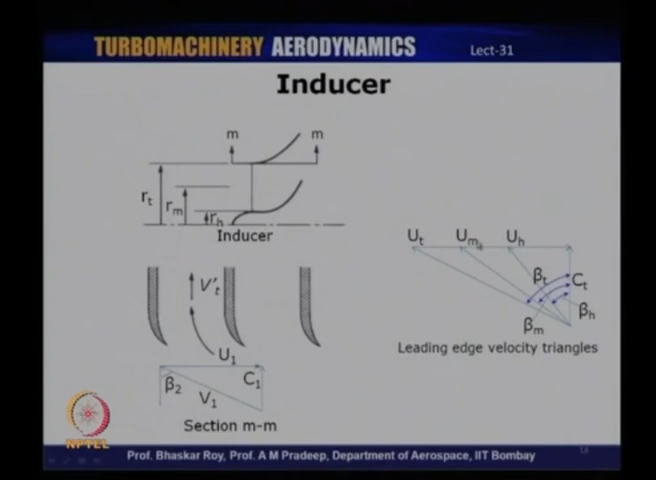 TURBOMACHINERY AERODYNAMICS Lect-31
Inducer
m m
rt
rm
rh
Inducer
V't
U1
β2
C1
V1
Section m-m
Ut Um Uh
βt
Ct
βh
βm
Leading edge velocity triangles
NPTEL
Prof. Bhaskar Roy, Prof. A M Pradeep, Department of Aerospace, IIT Bombay